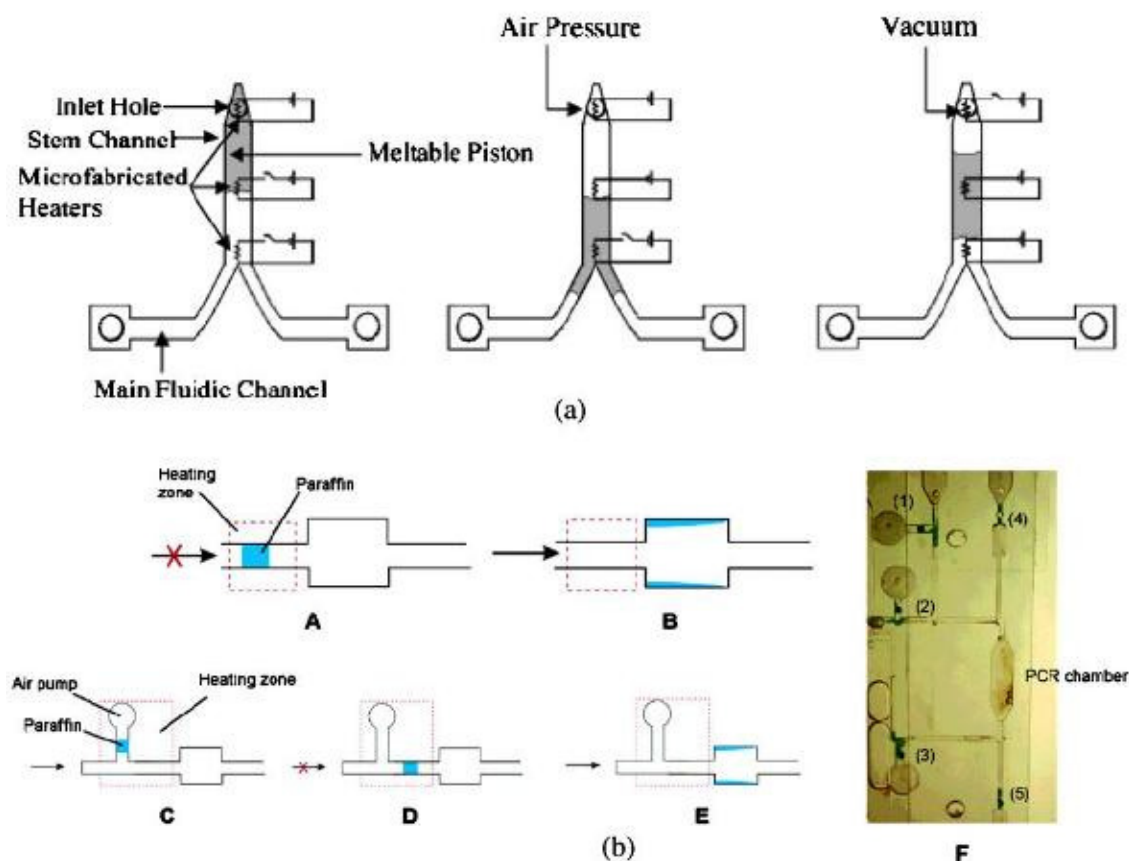 Air Pressure
Vacuum
Inlet Hole
Stem Channel
Meltable Piston
Microfabricated
Heaters
Main Fluidic Channel
(a)
Heating
zone
Paraffin
A
B
Air pump
Paraffin
Heating zone
C
D
E
(1)
(4)
(2)
PCR chamber
(3)
(5)
F
(b)